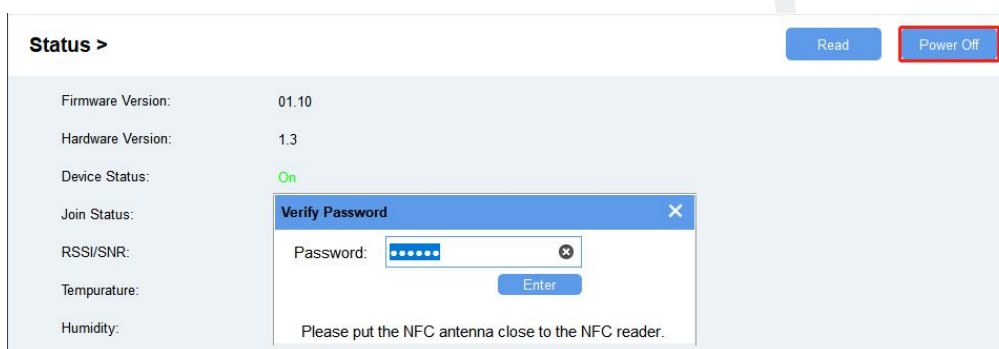 Status > Read Power Off
Firmware Version: 01.10
Hardware Version: 1.3
Device Status: On
Join Status:
RSSI/SNR:
Tempurature:
Humidity:
Verify Password ×
Password: ••••••
Enter
Please put the NFC antenna close to the NFC reader.